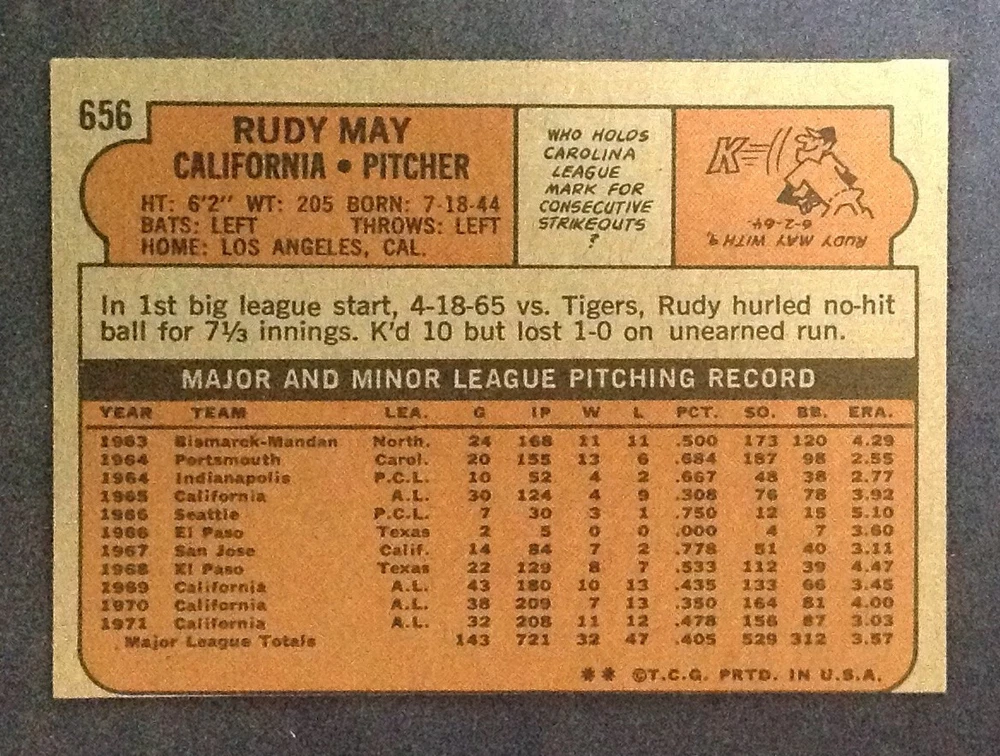 656
RUDY MAY
CALIFORNIA • PITCHER
HT: 6'2" WT: 205 BORN: 7-18-44
BATS: LEFT THROWS: LEFT
HOME: LOS ANGELES, CAL.
WHO HOLDS
CAROLINA
LEAGUE
MARK FOR
CONSECUTIVE
STRIKEOUTS
?
K
RUDY MAY WITH 9,
6-2-64.
In 1st big league start, 4-18-65 vs. Tigers, Rudy hurled no-hit
ball for 7⅓ innings. K'd 10 but lost 1-0 on unearned run.
MAJOR AND MINOR LEAGUE PITCHING RECORD
YEAR TEAM LEA. G IP W L PCT. SO. BB. ERA.
1963 Bismarck-Mandan North. 24 168 11 11 .500 173 120 4.29
1964 Portsmouth Carol. 20 155 13 6 .684 187 98 2.55
1964 Indianapolis P.C.L. 10 52 4 2 .667 48 38 2.77
1965 California A.L. 30 124 4 9 .308 76 78 3.92
1966 Seattle P.C.L. 7 30 3 1 .750 12 15 5.10
1966 El Paso Texas 2 5 0 0 .000 4 7 3.60
1967 San Jose Calif. 14 84 7 2 .778 81 40 3.11
1968 El Paso Texas 22 129 8 7 .533 112 39 4.47
1969 California A.L. 43 180 10 13 .435 133 66 3.45
1970 California A.L. 38 209 7 13 .350 164 81 4.00
1971 California A.L. 32 208 11 12 .478 156 87 3.03
Major League Totals 143 721 32 47 .405 529 312 3.57
** ©T.C.G. PRTD. IN U.S.A.